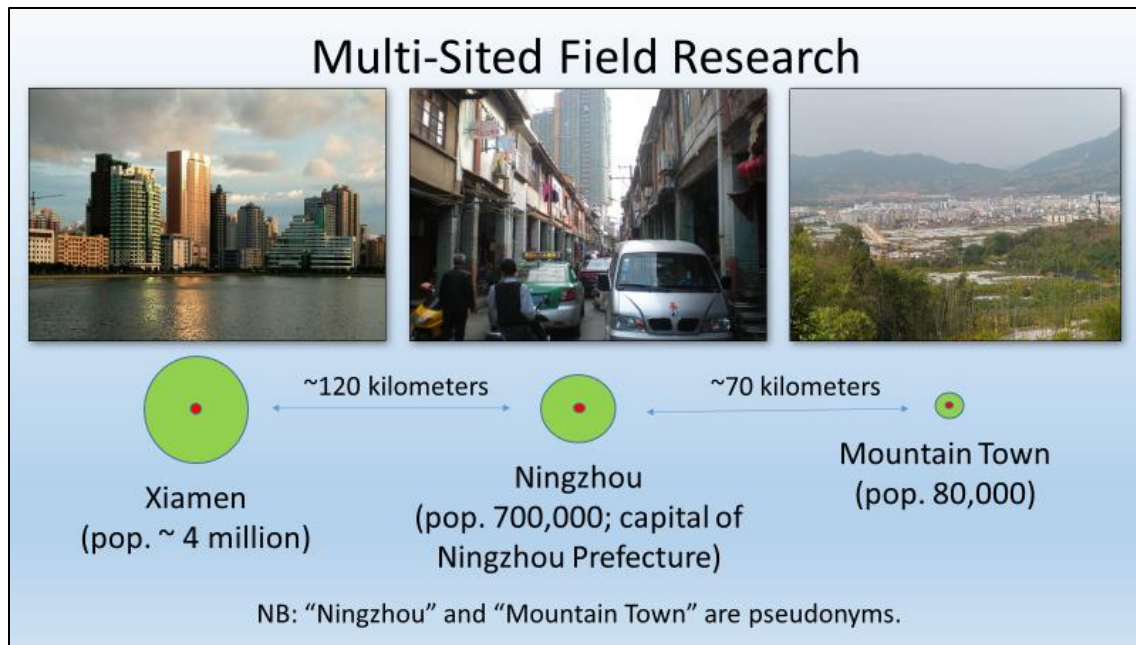 Multi-Sited Field Research
~120 kilometers
~70 kilometers
Xiamen
(pop. ~ 4 million)
Ningzhou
(pop. 700,000; capital of
Ningzhou Prefecture)
Mountain Town
(pop. 80,000)
NB: “Ningzhou” and “Mountain Town” are pseudonyms.